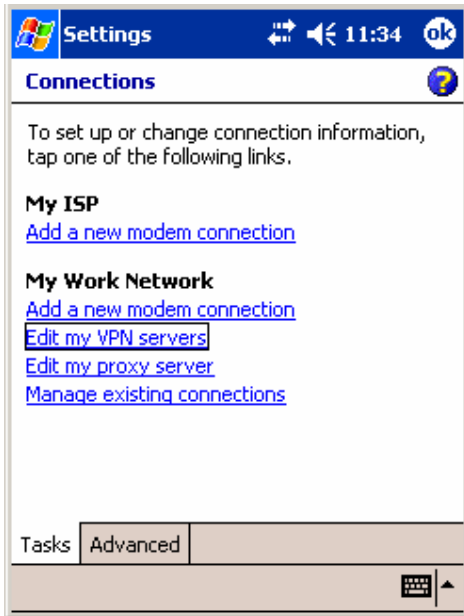 Settings 11:34 ok
Connections ?
To set up or change connection information,
tap one of the following links.
My ISP
Add a new modem connection
My Work Network
Add a new modem connection
Edit my VPN servers
Edit my proxy server
Manage existing connections
Tasks Advanced